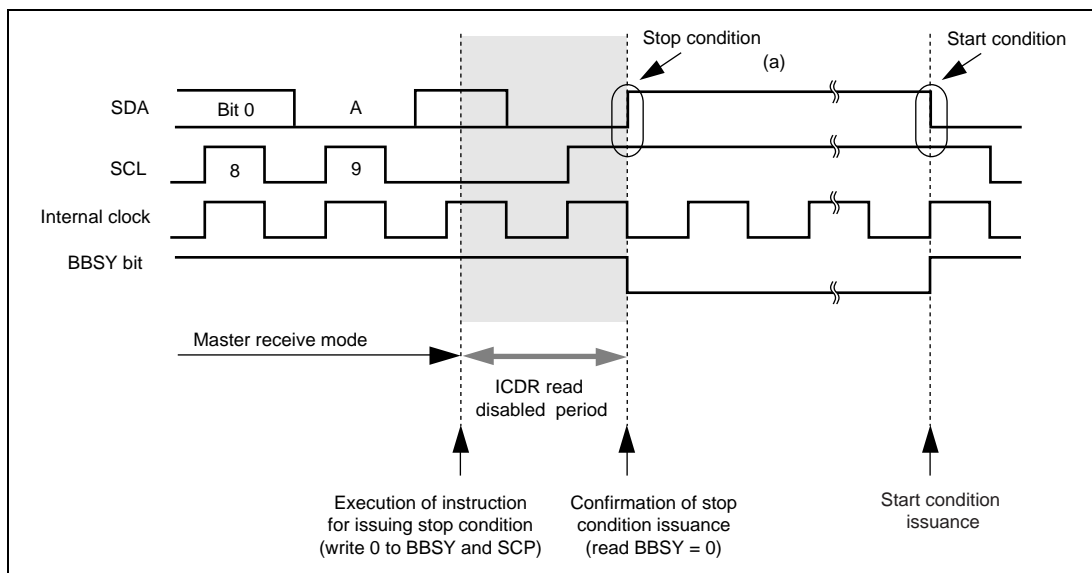 Stop condition
(a)
Start condition
SDA
Bit 0
A
SCL
8
9
Internal clock
BBSY bit
Master receive mode
ICDR read
disabled period
Execution of instruction
for issuing stop condition
(write 0 to BBSY and SCP)
Confirmation of stop
condition issuance
(read BBSY = 0)
Start condition
issuance